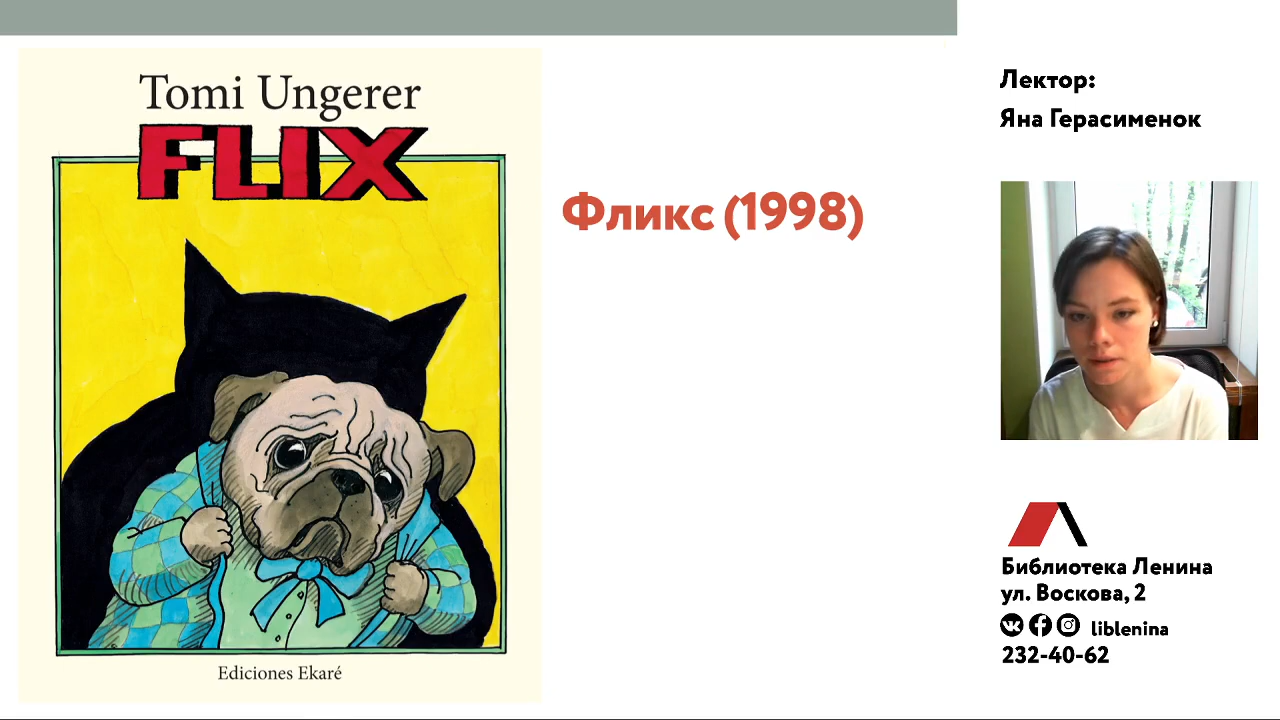 Tomi Ungerer
FLIX
Ediciones Ekaré
Фликс (1998)
Лектор:
Яна Герасименок
Библиотека Ленина
ул. Воскова, 2
liblenina
232-40-62